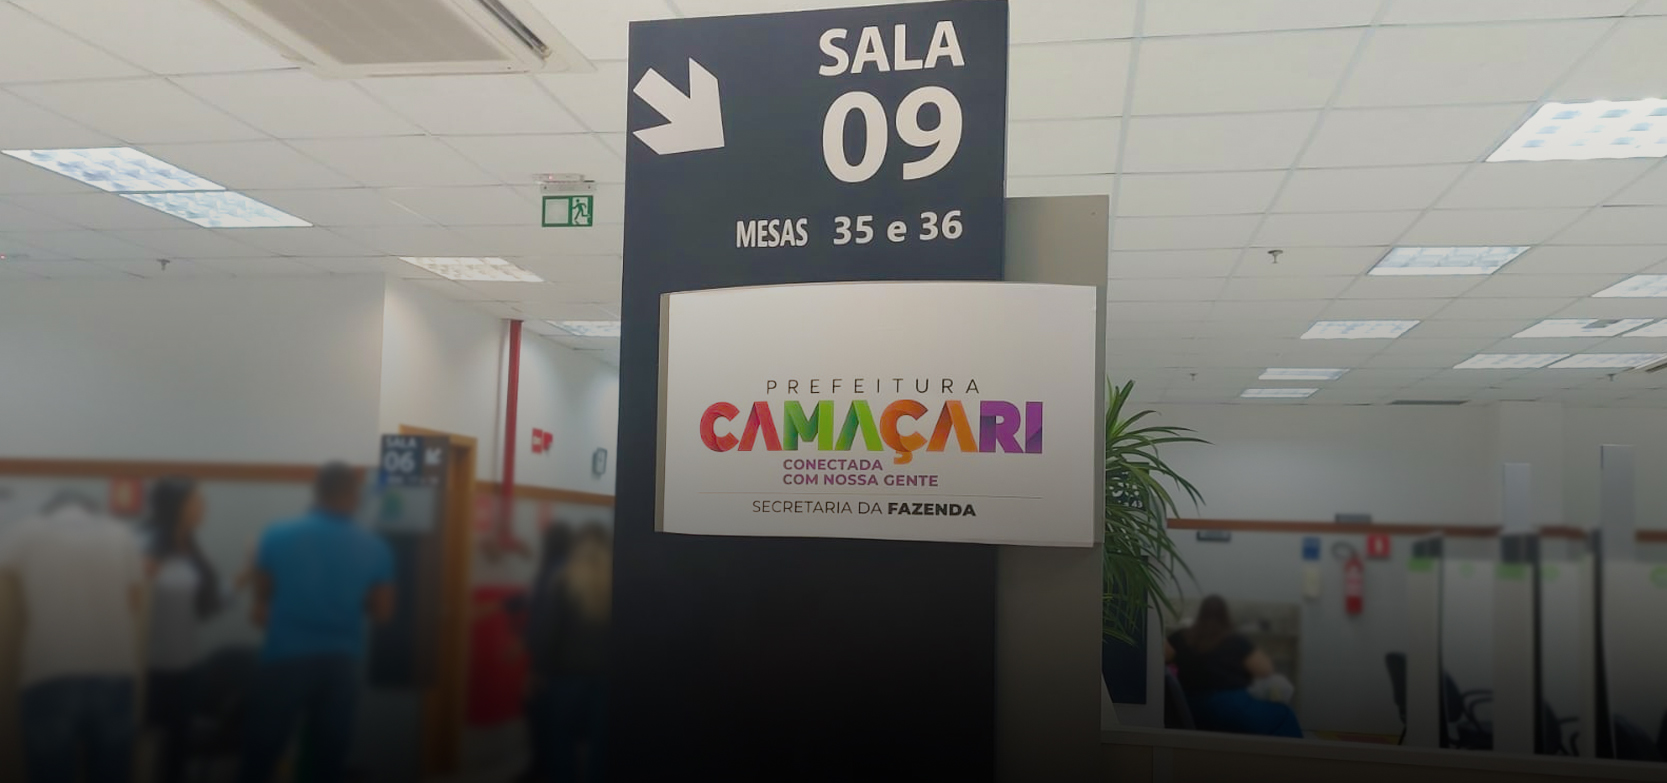 SALA
09
MESAS 35 e 36
PREFEITURA
CAMAÇARI
CONECTADA
COM NOSSA GENTE
SECRETARIA DA FAZENDA
SALA
06